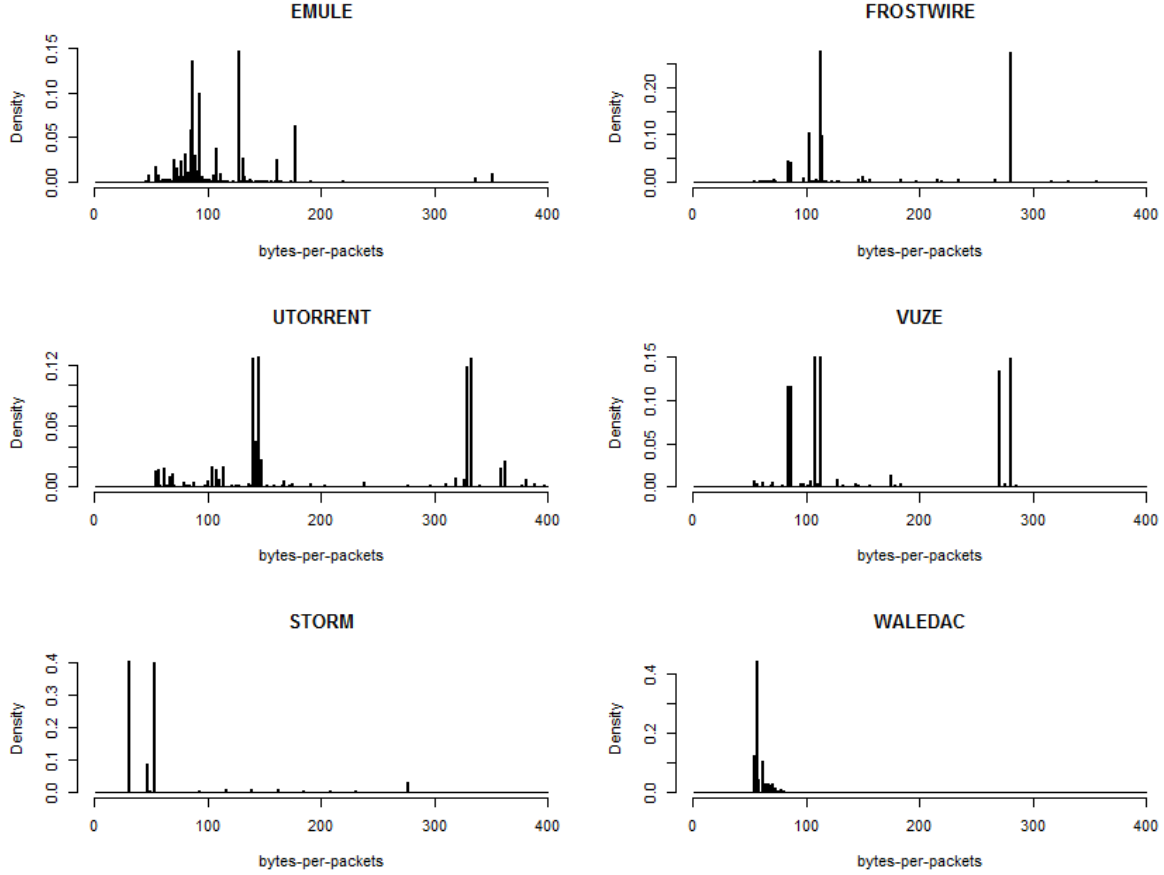 EMULE
Density
0.00 0.05 0.10 0.15
0 100 200 300 400
bytes-per-packets
FROSTWIRE
Density
0.00 0.10 0.20
0 100 200 300 400
bytes-per-packets
UTORRENT
Density
0.00 0.06 0.12
0 100 200 300 400
bytes-per-packets
VUZE
Density
0.00 0.05 0.10 0.15
0 100 200 300 400
bytes-per-packets
STORM
Density
0.0 0.1 0.2 0.3 0.4
0 100 200 300 400
bytes-per-packets
WALEDAC
Density
0.0 0.2 0.4
0 100 200 300 400
bytes-per-packets